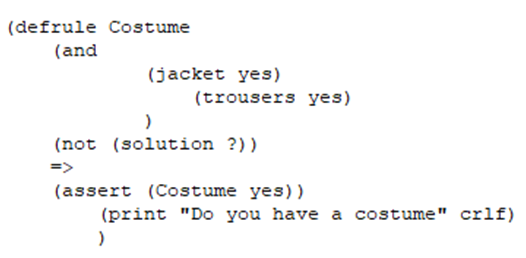 (defrule Costume
(and
(jacket yes)
(trousers yes)
)
(not (solution ?))
=>
(assert (Costume yes))
(print "Do you have a costume" crlf)
)